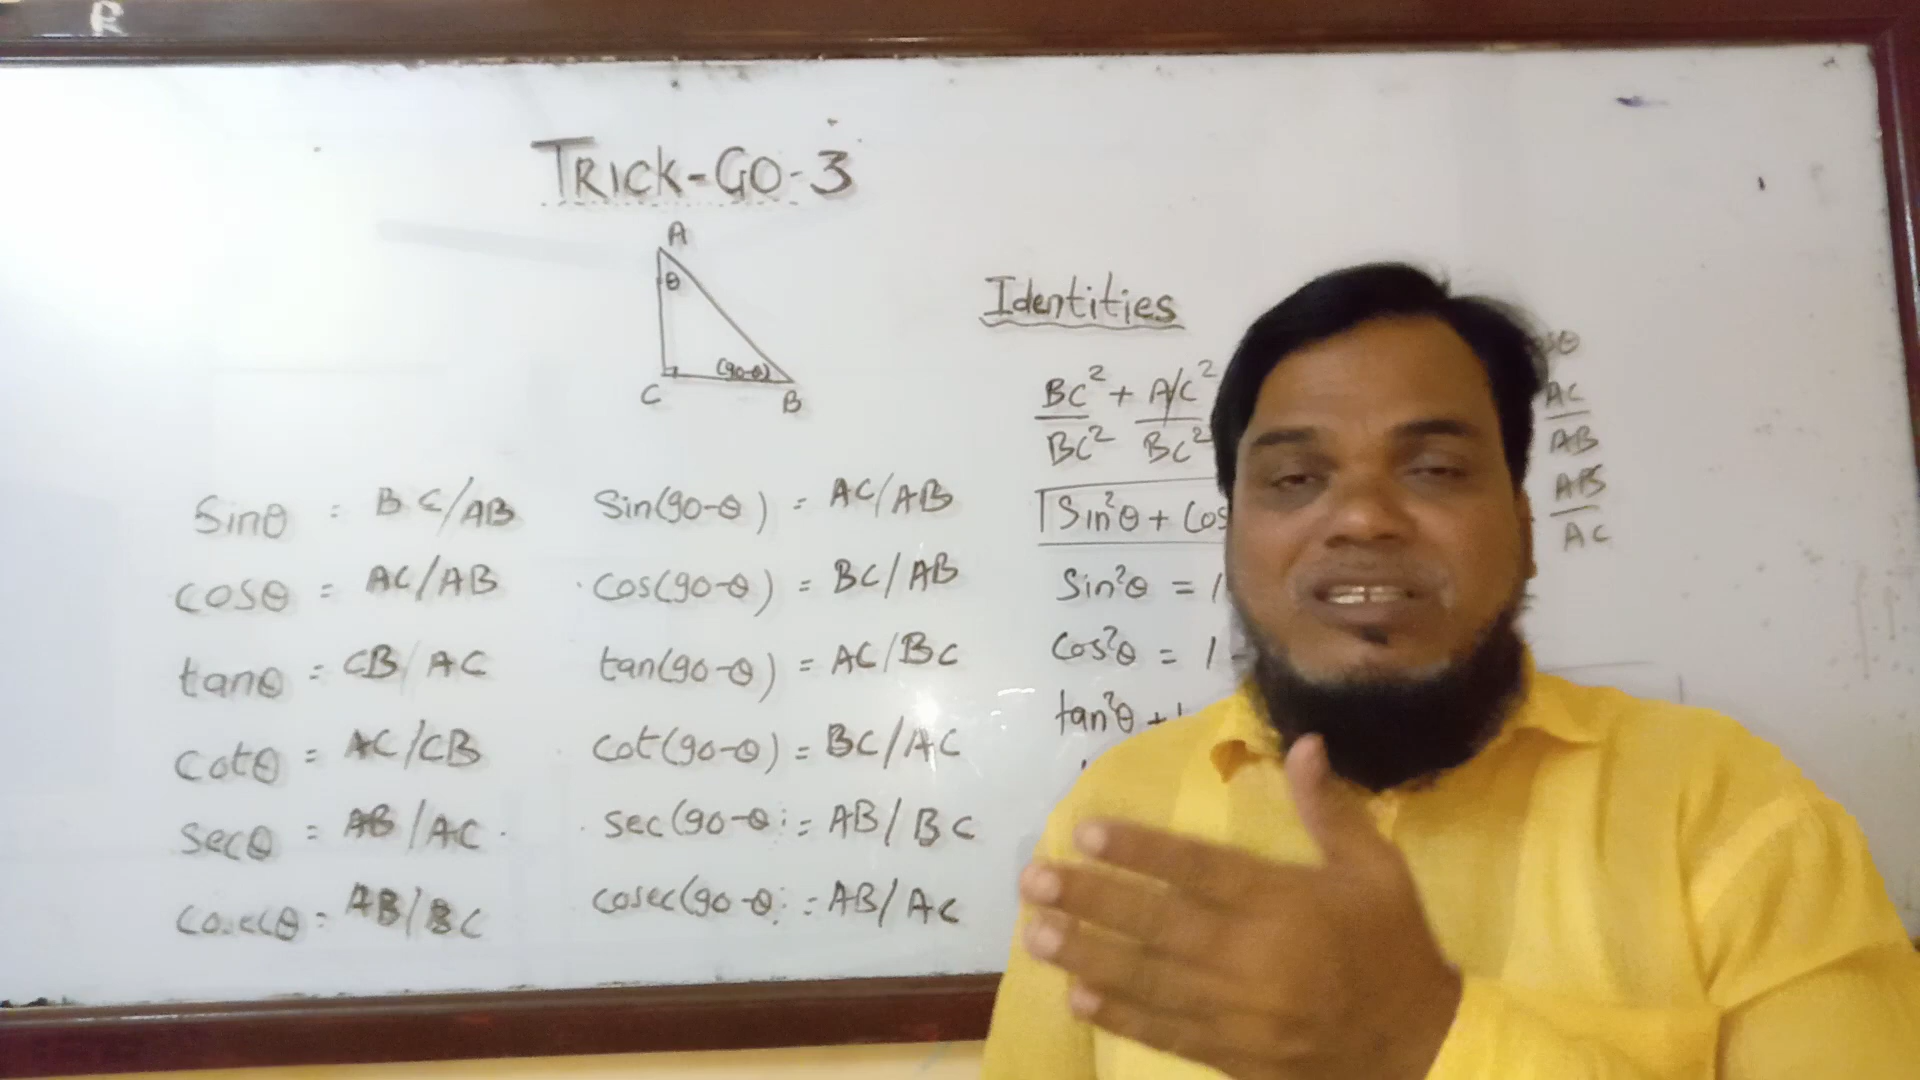 R
TRICK-GO-3
A
θ
(90-θ)
C
B
Sinθ = BC/AB
cosθ = AC/AB
tanθ = CB/AC
cotθ = AC/CB
secθ = AB/AC
cosecθ = AB/BC
Sin(90-θ) = AC/AB
cos(90-θ) = BC/AB
tan(90-θ) = AC/BC
cot(90-θ) = BC/AC
sec(90-θ) = AB/BC
cosec(90-θ) = AB/AC
Identities
BC² + AC²
BC² BC²
Sin²θ + Cos
Sin²θ = 1
Cos²θ = 1 -
tan²θ +
θ
AC
AB
AB
AC